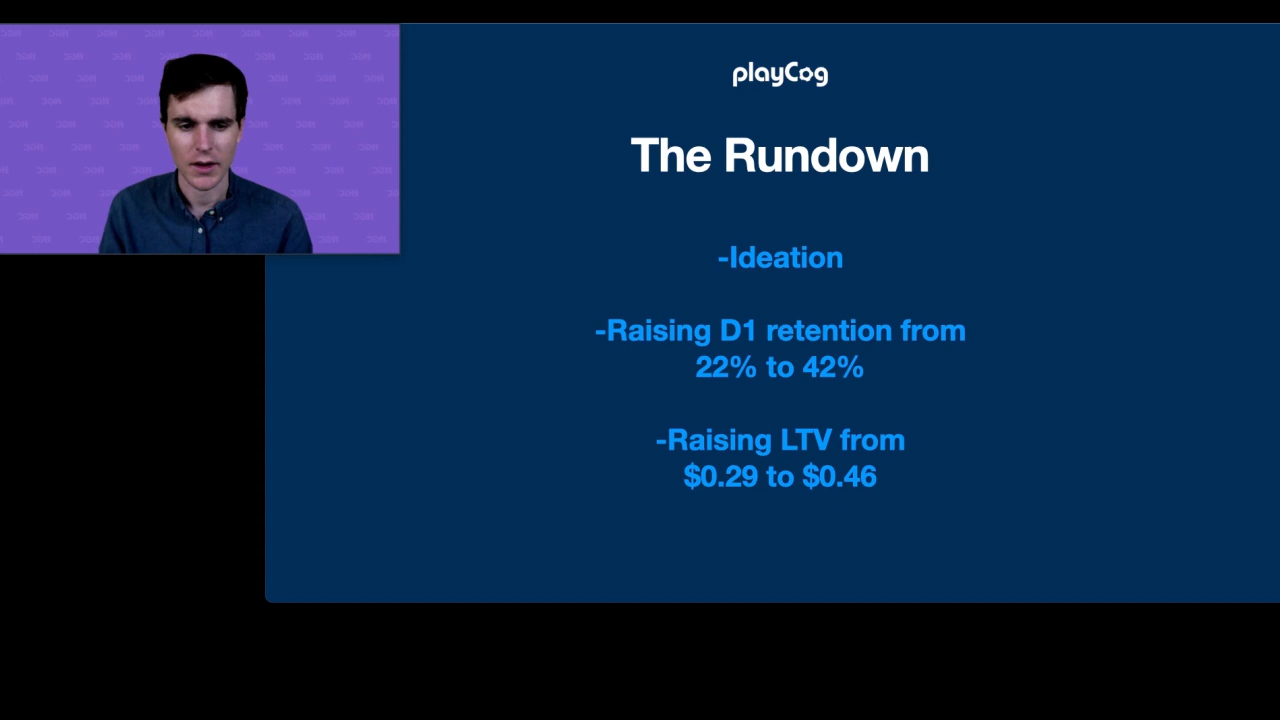 playCog
The Rundown
-Ideation
-Raising D1 retention from
22% to 42%
-Raising LTV from
$0.29 to $0.46